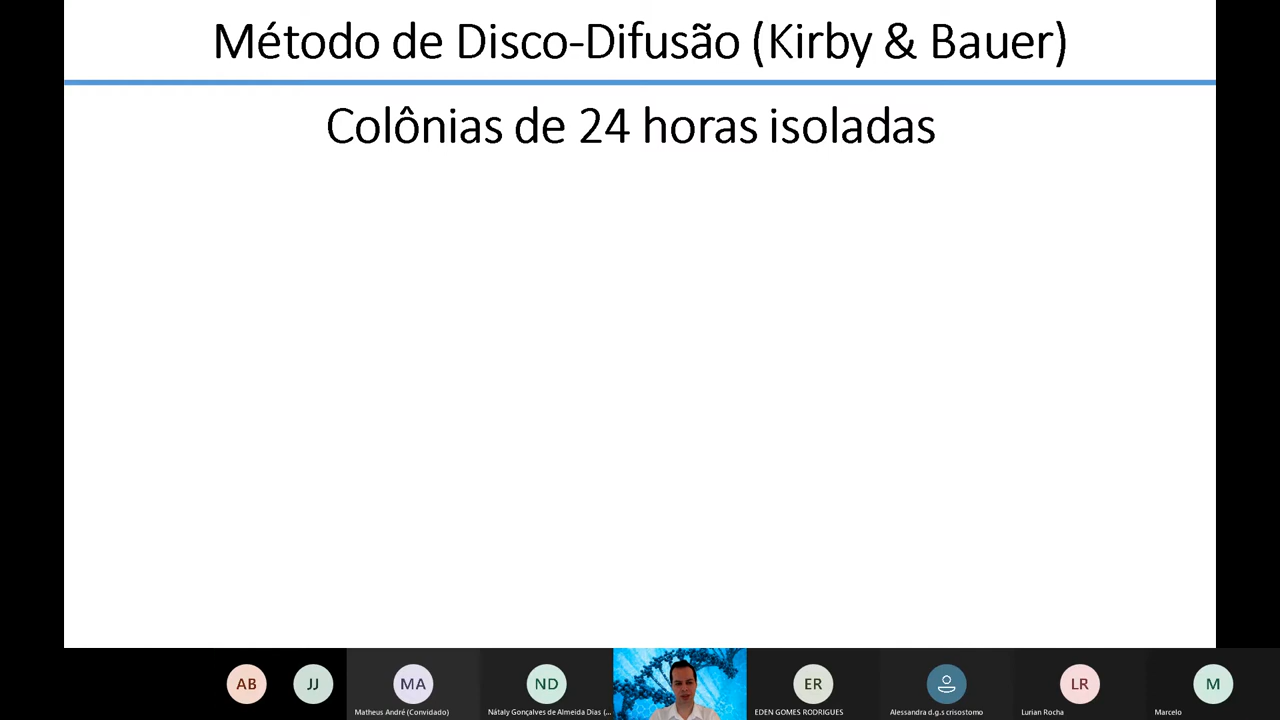 Método de Disco-Difusão (Kirby & Bauer)
Colônias de 24 horas isoladas
AB
JJ
MA
ND
ER
LR
M
Matheus André (Convidado)
Nátaly Gonçalves de Almeida Dias (...
EDEN GOMES RODRIGUES
Alessandra d.g.s crisostomo
Lurian Rocha
Marcelo